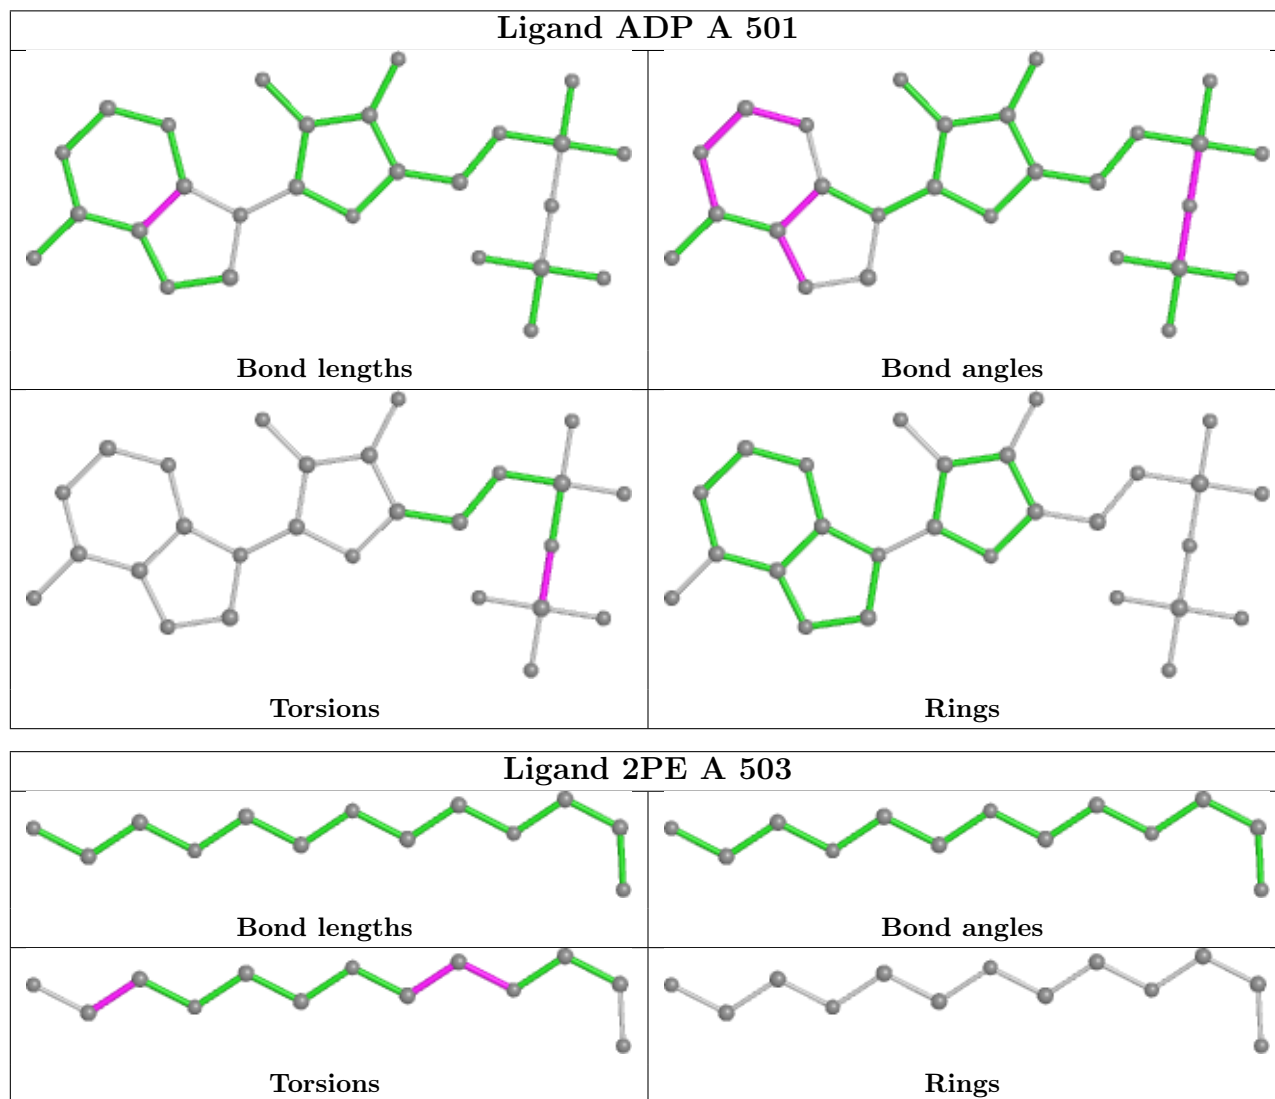 Ligand ADP A 501
Bond lengths
Bond angles
Torsions
Rings
Ligand 2PE A 503
Bond lengths
Bond angles
Torsions
Rings